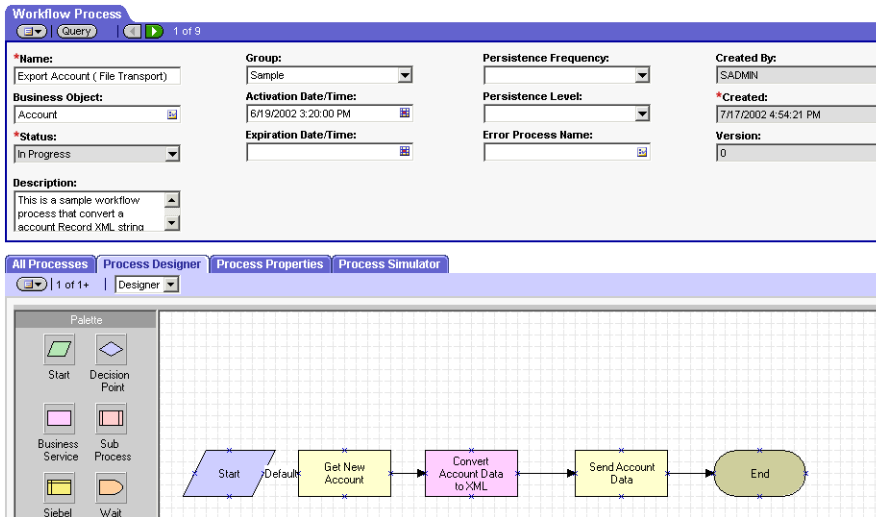 Workflow Process
Query
1 of 9
*Name:
Group:
Persistence Frequency:
Created By:
Export Account ( File Transport)
Sample
SADMIN
Business Object:
Activation Date/Time:
Persistence Level:
*Created:
Account
6/19/2002 3:20:00 PM
7/17/2002 4:54:21 PM
*Status:
Expiration Date/Time:
Error Process Name:
Version:
In Progress
0
Description:
This is a sample workflow
process that convert a
account Record XML string
All Processes
Process Designer
Process Properties
Process Simulator
1 of 1+
Designer
Palette
Start
Decision
Point
Business
Service
Sub
Process
Siebel
Wait
Start
Default
Get New
Account
Convert
Account Data
to XML
Send Account
Data
End